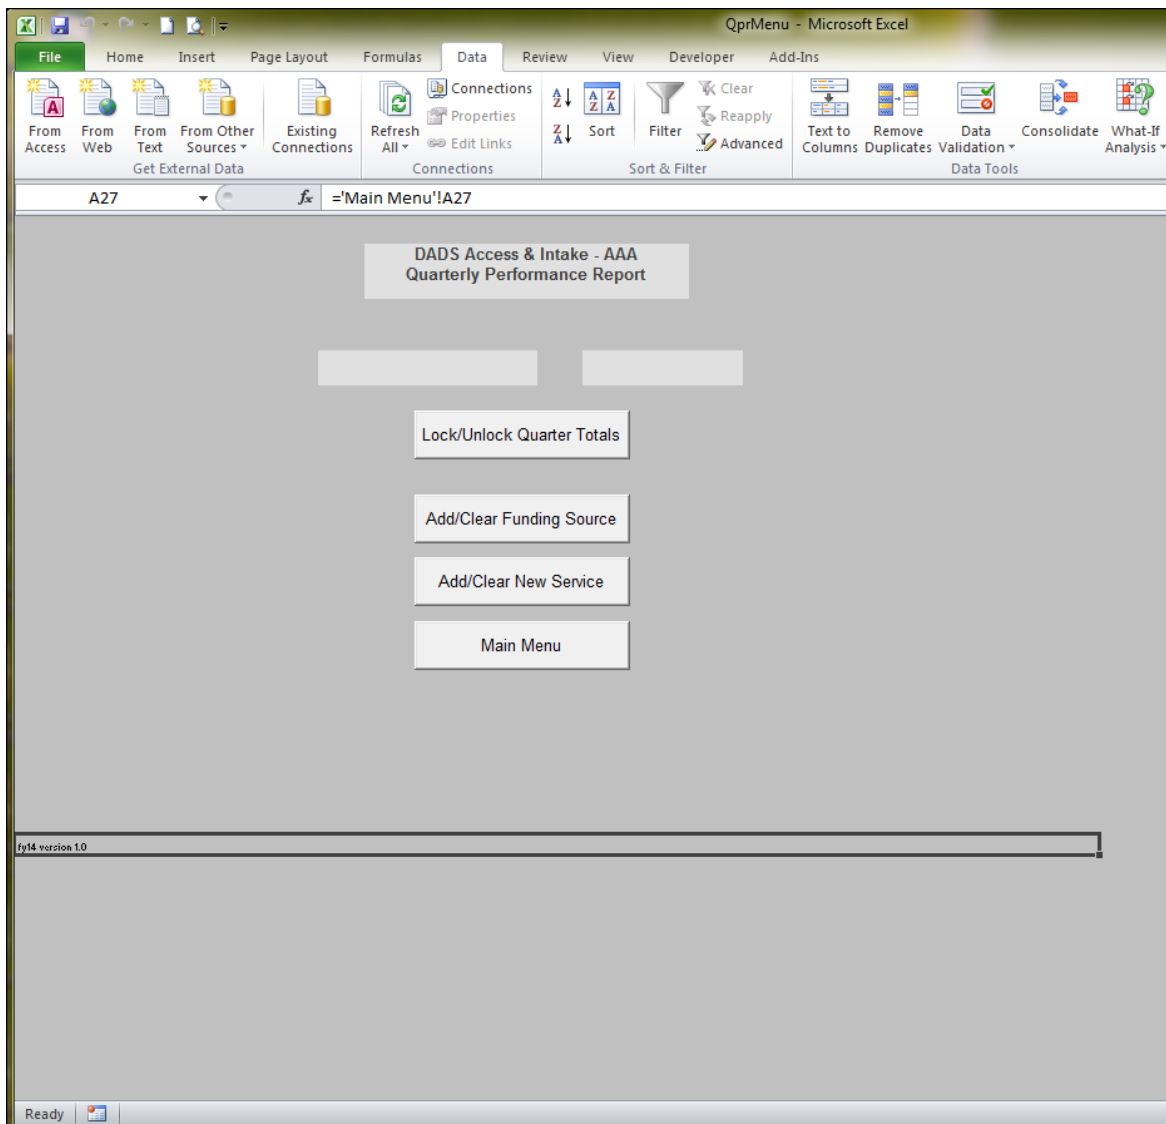 QprMenu - Microsoft Excel
File Home Insert Page Layout Formulas Data Review View Developer Add-Ins
From Access
From Web
From Text
From Other Sources
Existing Connections
Refresh All
Connections
Properties
Edit Links
A Z
Z A
A Z
Z A
Sort
Filter
Clear
Reapply
Advanced
Text to Columns
Remove Duplicates
Data Validation
Consolidate
What-If Analysis
Get External Data
Connections
Sort & Filter
Data Tools
A27
fx
='Main Menu'!A27
DADS Access & Intake - AAA
Quarterly Performance Report
Lock/Unlock Quarter Totals
Add/Clear Funding Source
Add/Clear New Service
Main Menu
fy14 version 1.0
Ready